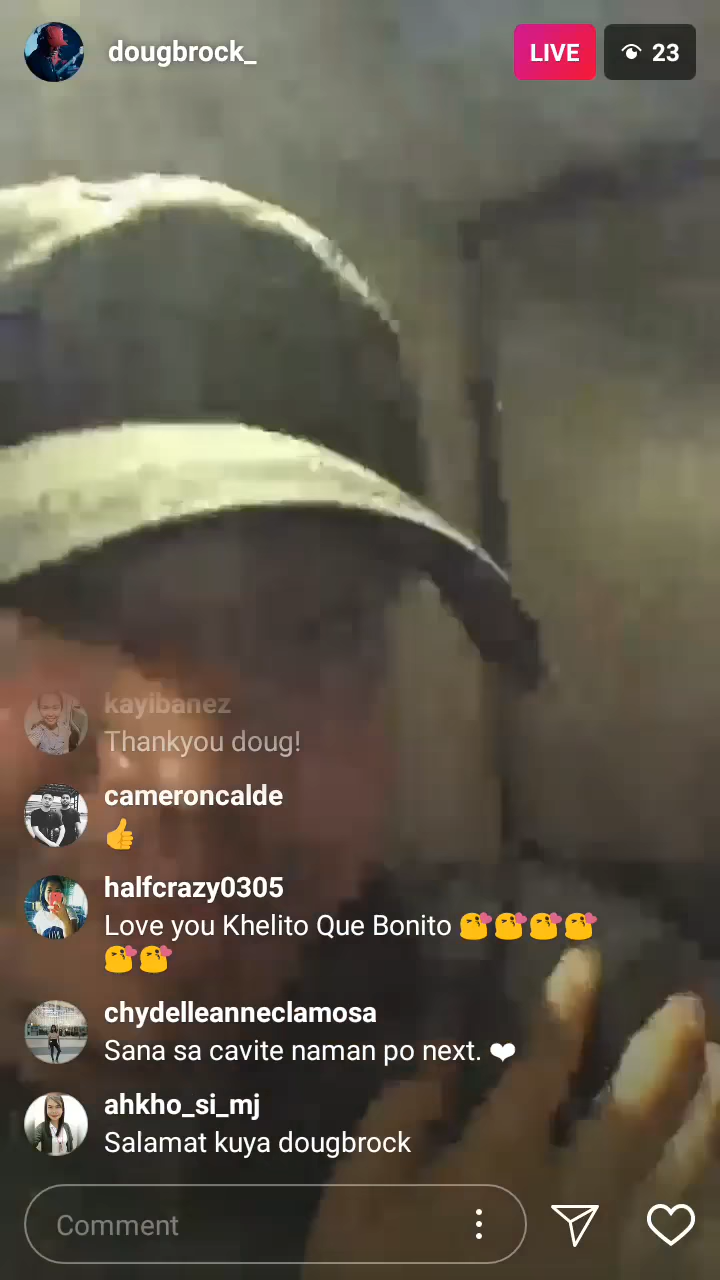 dougbrock_
LIVE
23
kayibanez
Thankyou doug!
cameroncalde
👍
halfcrazy0305
Love you Khelito Que Bonito 😘😘😘😘
😘😘
chydelleanneclamosa
Sana sa cavite naman po next. ❤
ahkho_si_mj
Salamat kuya dougbrock
Comment